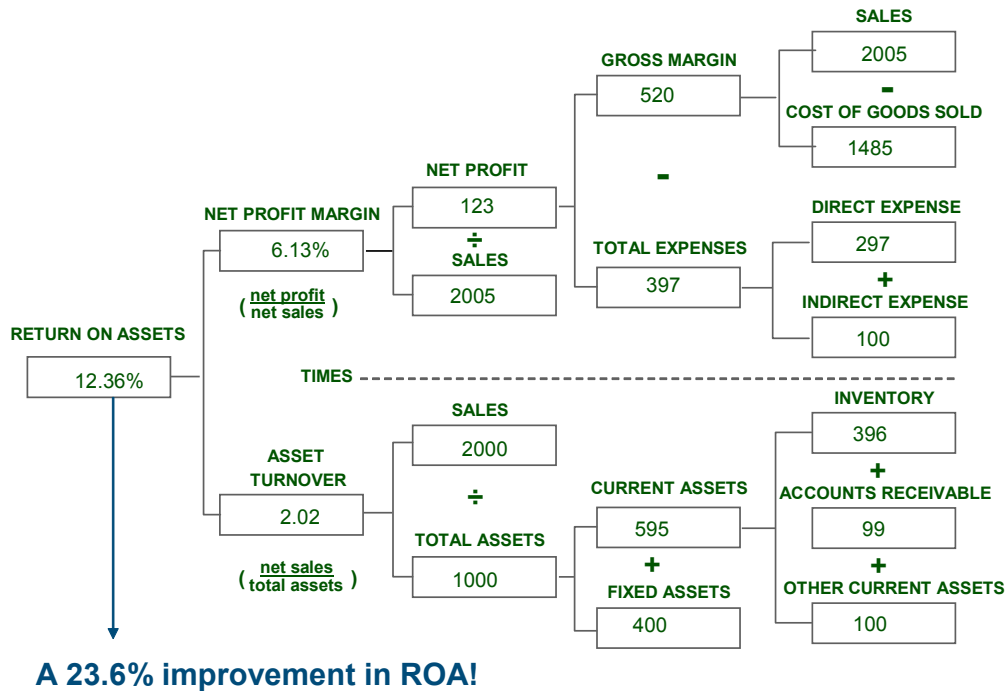 SALES
2005
-
COST OF GOODS SOLD
1485
GROSS MARGIN
520
-
NET PROFIT
123
÷
SALES
2005
NET PROFIT MARGIN
6.13%
( net profit
net sales )
TOTAL EXPENSES
397
DIRECT EXPENSE
297
+
INDIRECT EXPENSE
100
RETURN ON ASSETS
12.36%
TIMES
SALES
2000
÷
TOTAL ASSETS
1000
ASSET
TURNOVER
2.02
( net sales
total assets )
CURRENT ASSETS
595
+
FIXED ASSETS
400
INVENTORY
396
+
ACCOUNTS RECEIVABLE
99
+
OTHER CURRENT ASSETS
100
A 23.6% improvement in ROA!